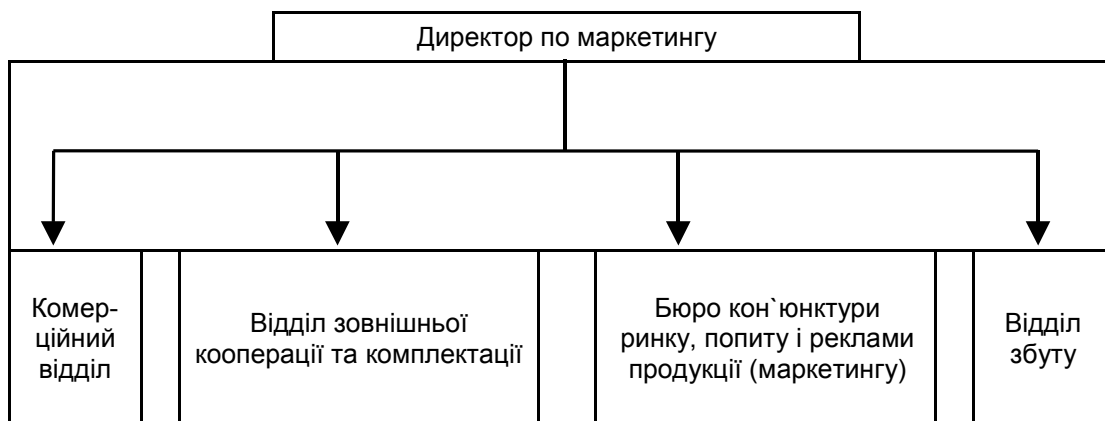 Директор по маркетингу
Комер-
ційний
відділ
Відділ зовнішньої
кооперації та комплектації
Бюро кон`юнктури
ринку, попиту і реклами
продукції (маркетингу)
Відділ
збуту